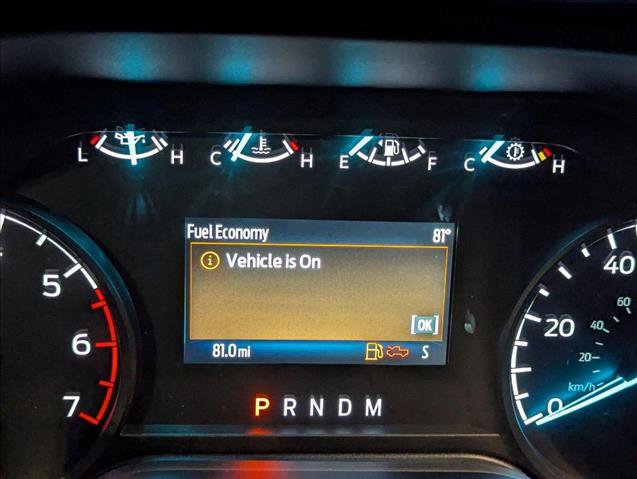 L H C H E F C H
Fuel Economy 81°
Vehicle is On
[OK]
81.0 mi S
P R N D M
5
6
7
40
20
0
60
40
20
km/h